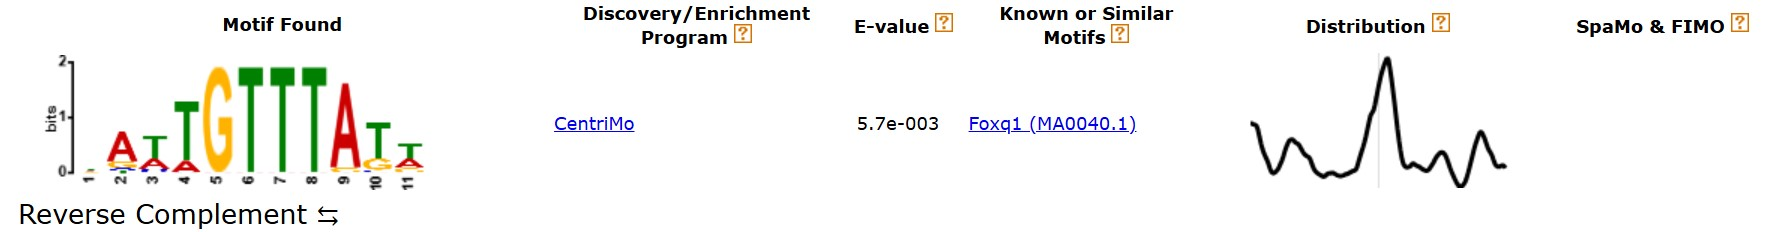 Motif Found
Discovery/Enrichment
Program ?
E-value ?
Known or Similar
Motifs ?
Distribution ?
SpaMo & FIMO ?
2
1
0
bits
ATTGTTTATT
1 2 3 4 5 6 7 8 9 10 11
CentriMo
5.7e-003
Foxq1 (MA0040.1)
Reverse Complement ⇆